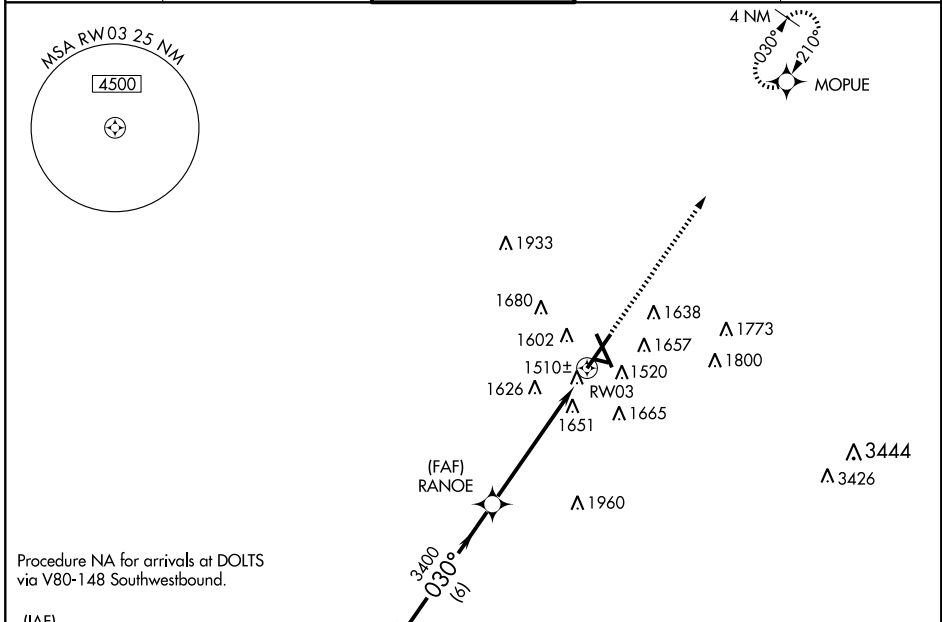 MSA RW03 25 NM
4500
4 NM
030°
210°
MOPUE
1933
1680
1638
1602
1773
1657
1510±
1800
1520
1626
RW03
1651
1665
(FAF)
RANOE
3444
3426
1960
3400
030°
(6)
Procedure NA for arrivals at DOLTS
via V80-148 Southwestbound.
(IAF)